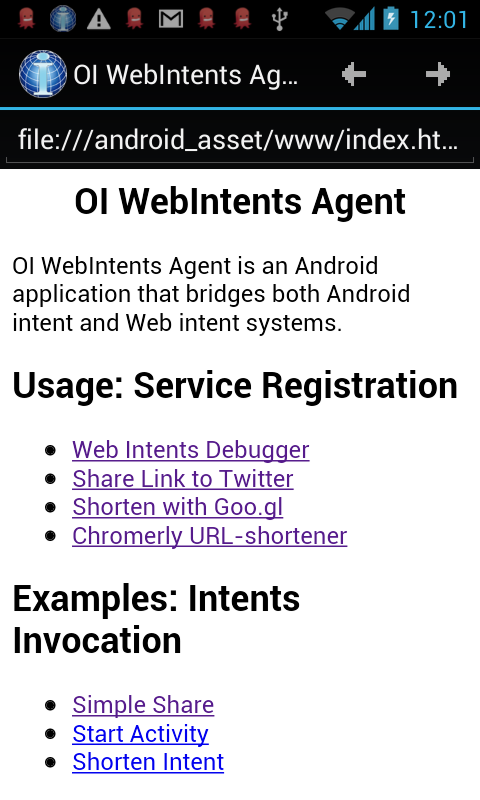 12:01
OI WebIntents Ag...
file:///android_asset/www/index.ht...
OI WebIntents Agent
OI WebIntents Agent is an Android
application that bridges both Android
intent and Web intent systems.
Usage: Service Registration
Web Intents Debugger
Share Link to Twitter
Shorten with Goo.gl
Chromerly URL-shortener
Examples: Intents
Invocation
Simple Share
Start Activity
Shorten Intent